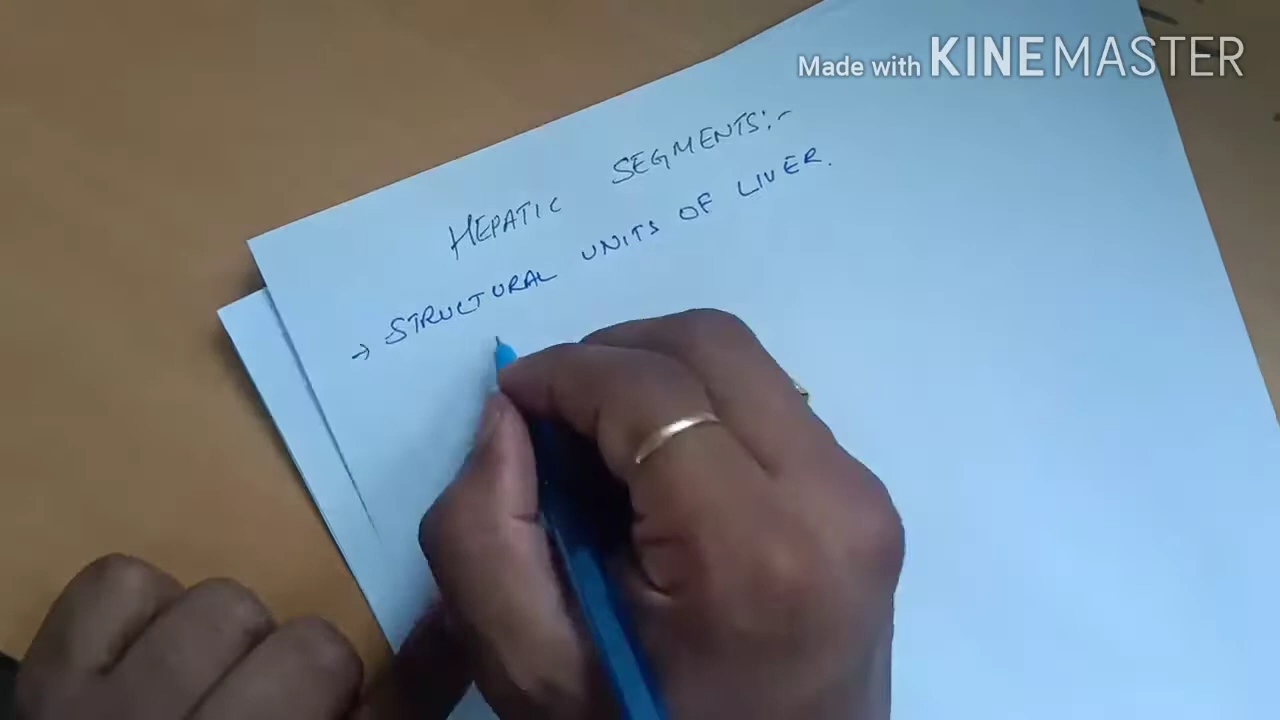 Made with KINEMASTER
HEPATIC SEGMENTS:-
→ STRUCTURAL UNITS OF LIVER.